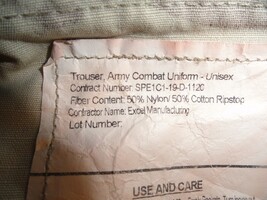 Trouser, Army Combat Uniform - Unisex
Contract Number: SPE1C1-19-D-1120
Fiber Content: 50% Nylon/ 50% Cotton Ripstop
Contractor Name: Excel Manufacturing
Lot Number:
USE AND CARE